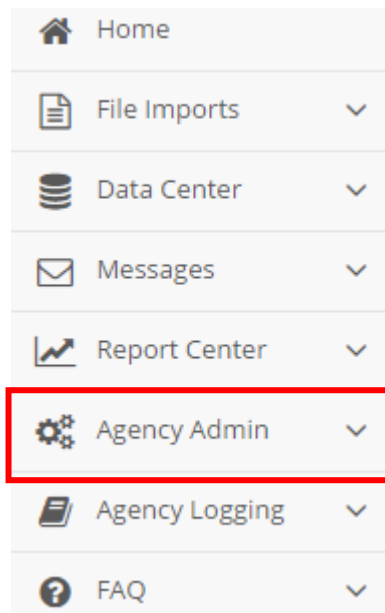 Home
File Imports
Data Center
Messages
Report Center
Agency Admin
Agency Logging
FAQ